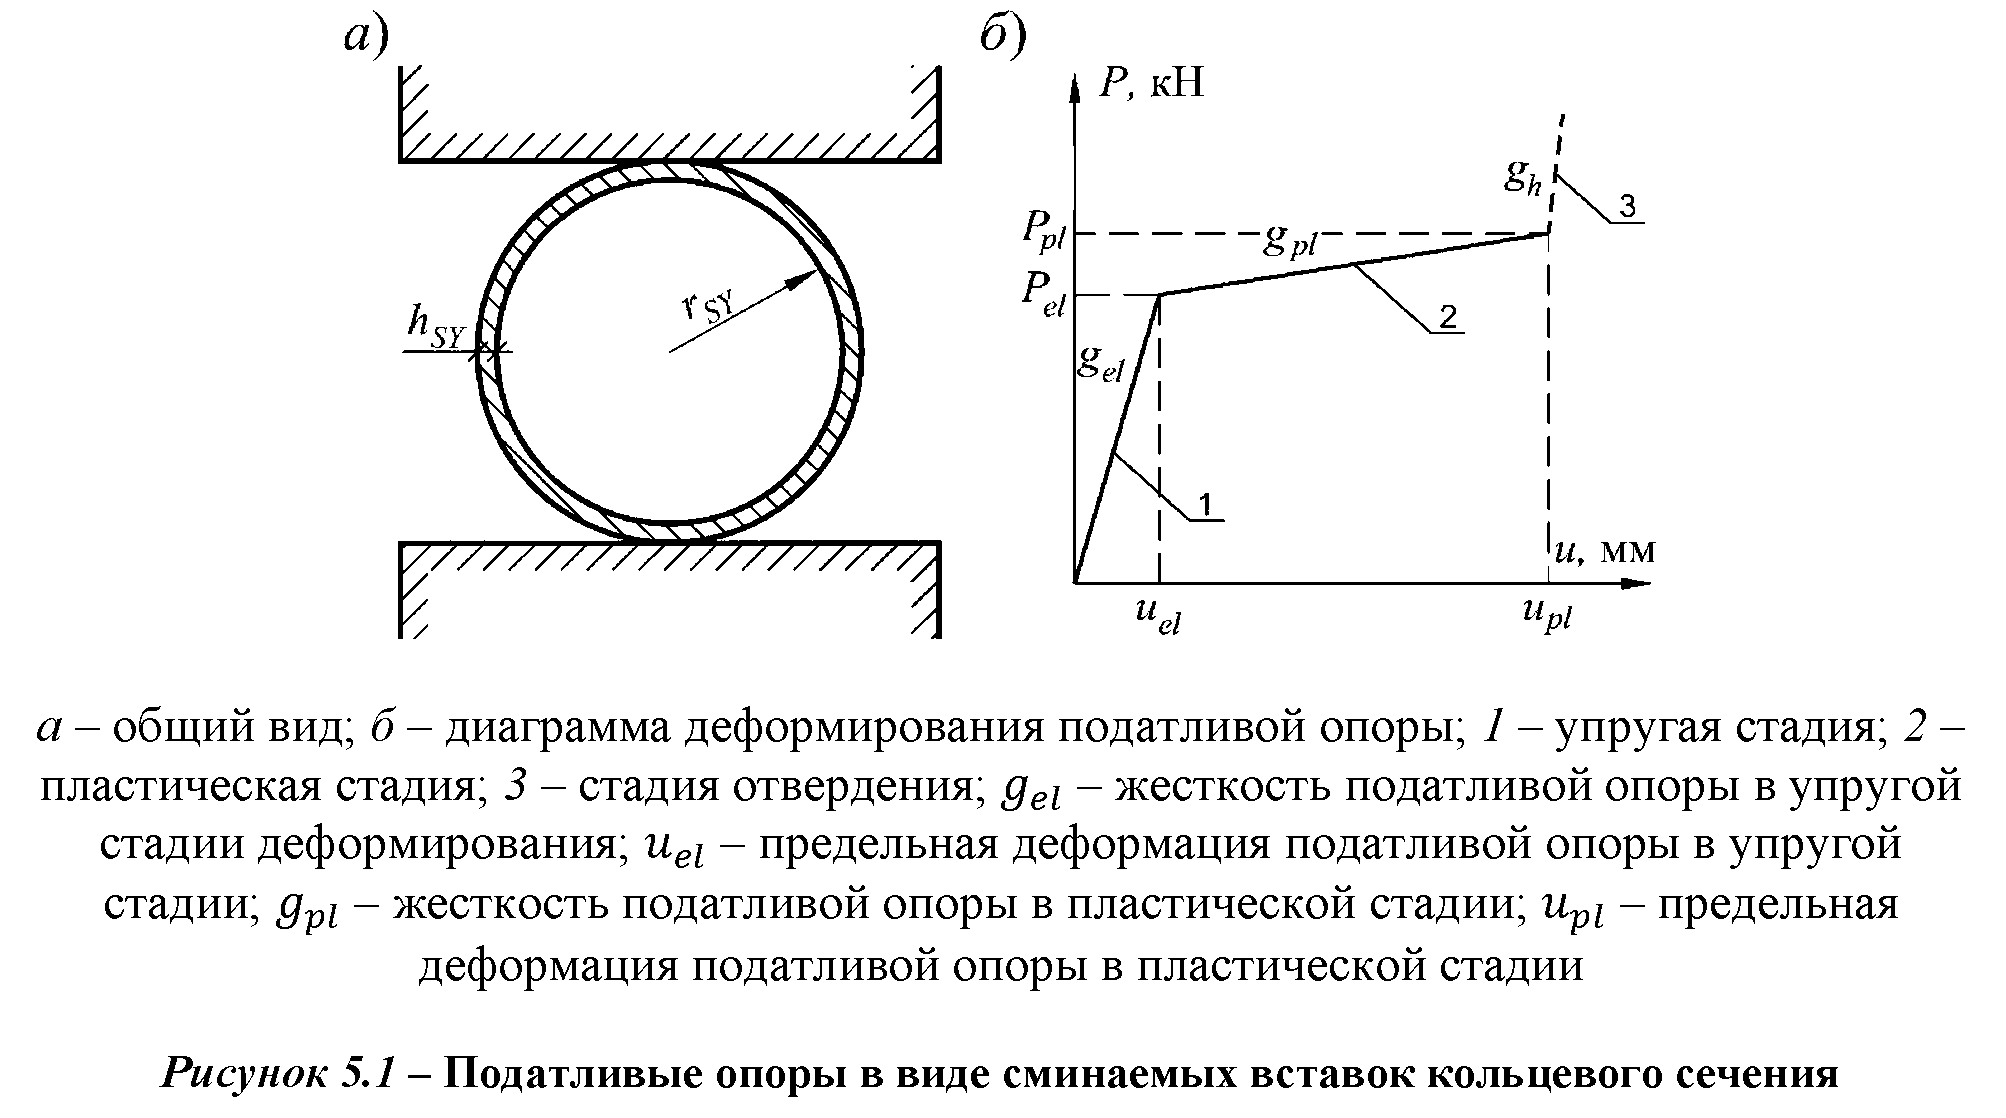 а)
h_SY
r_SY
б)
P, кН
P_pl
P_el
g_el
g_pl
g_h
1
2
3
u, мм
u_el
u_pl
а – общий вид; б – диаграмма деформирования податливой опоры; 1 – упругая стадия; 2 –
пластическая стадия; 3 – стадия отвердения; g_el – жесткость податливой опоры в упругой
стадии деформирования; u_el – предельная деформация податливой опоры в упругой
стадии; g_pl – жесткость податливой опоры в пластической стадии; u_pl – предельная
деформация податливой опоры в пластической стадии
Рисунок 5.1 – Податливые опоры в виде сминаемых вставок кольцевого сечения